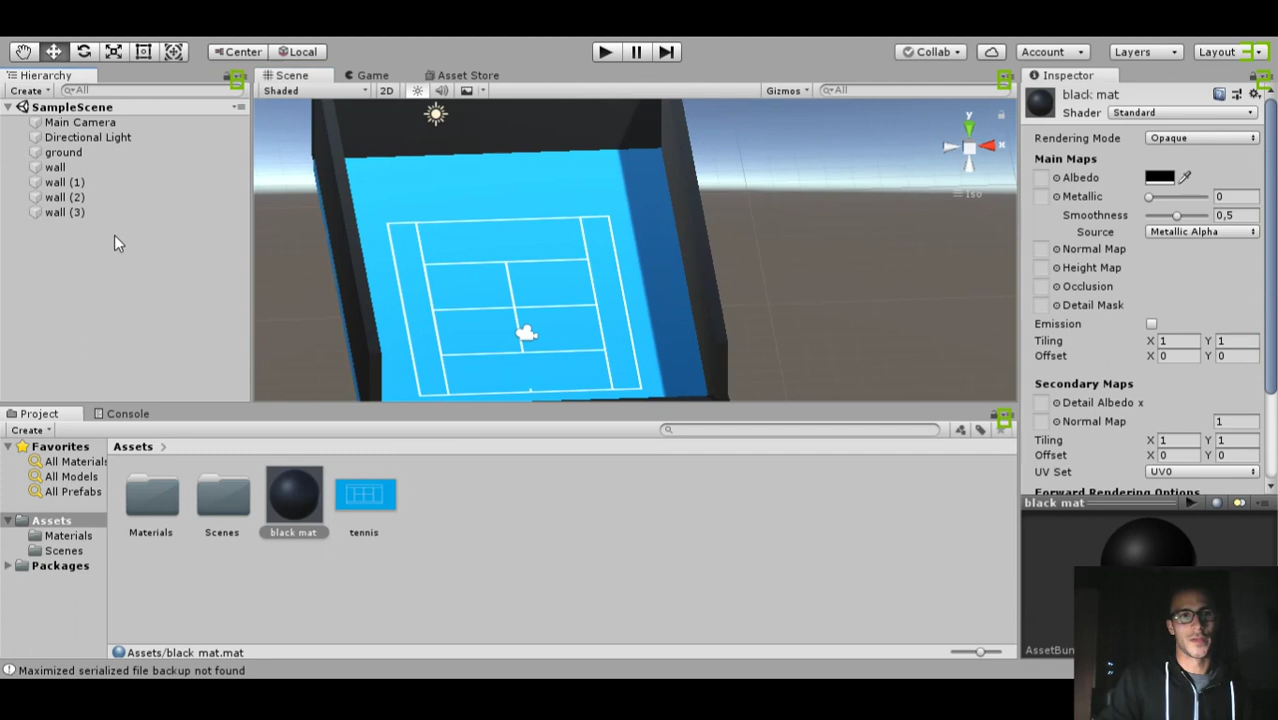 Center Local Collab Account Layers Layout
Hierarchy Scene Game Asset Store Inspector
Create All Shaded 2D Gizmos All black mat
SampleScene Shader Standard
Main Camera
Directional Light
ground
wall
wall (1)
wall (2)
wall (3)
y
x
Iso
Rendering Mode Opaque
Main Maps
Albedo
Metallic 0
Smoothness 0,5
Source Metallic Alpha
Normal Map
Height Map
Occlusion
Detail Mask
Emission
Tiling X 1 Y 1
Offset X 0 Y 0
Secondary Maps
Detail Albedo x
Normal Map 1
Tiling X 1 Y 1
Offset X 0 Y 0
UV Set UV0
Forward Rendering Options
black mat
AssetBun
Project Console
Create
Favorites Assets
All Materials
All Models
All Prefabs
Assets
Materials
Scenes
Packages
Materials Scenes black mat tennis
Assets/black mat.mat
Maximized serialized file backup not found